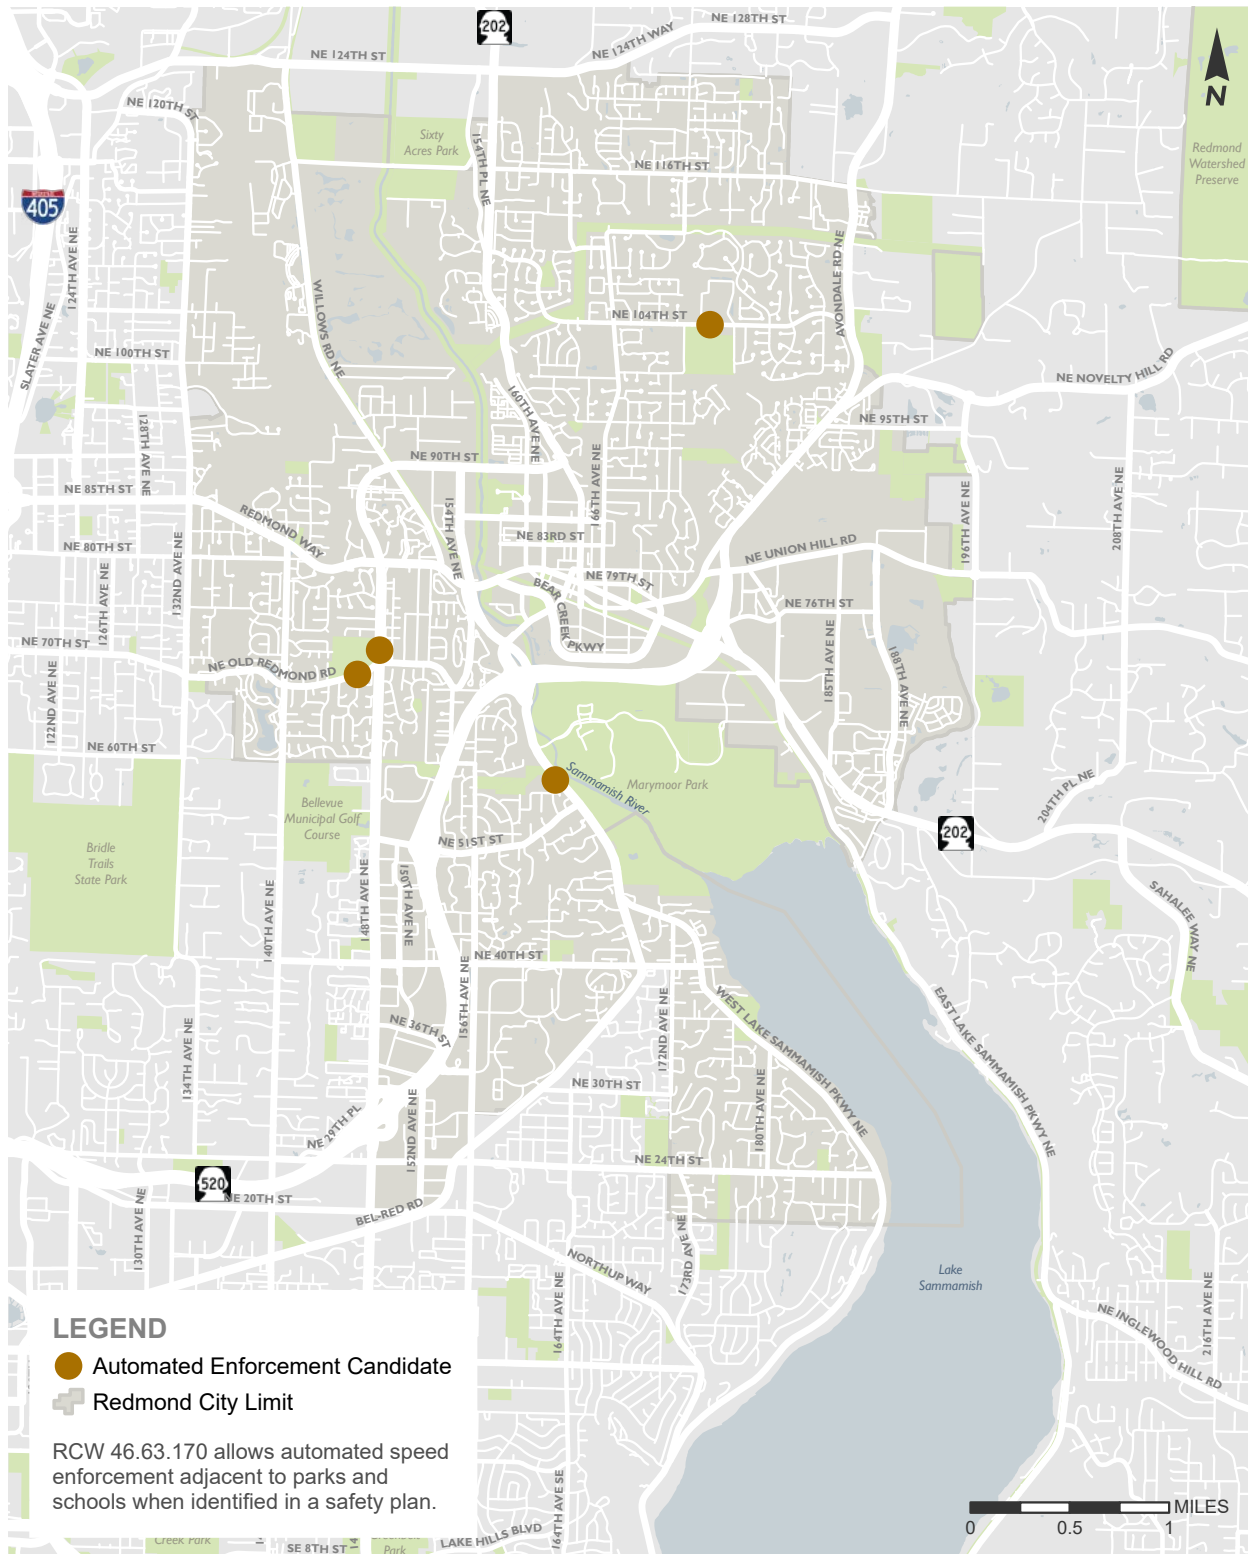 202
NE 128TH ST
NE 124TH WAY
NE 124TH ST
N
NE 120TH ST
Sixty
Acres Park
154TH PL NE
NE 116TH ST
Redmond
Watershed
Preserve
405
124TH AVE NE
AVONDALE RD NE
WILLOWS RD NE
NE 104TH ST
SLATER AVE NE
NE 100TH ST
NE NOVELTY HILL RD
160TH AVE NE
NE 95TH ST
128TH AVE NE
NE 90TH ST
166TH AVE NE
NE 85TH ST
154TH AVE NE
196TH AVE NE
208TH AVE NE
REDMOND WAY
NE 83RD ST
NE UNION HILL RD
NE 80TH ST
132ND AVE NE
126TH AVE NE
NE 79TH ST
BEAR CREEK PKWY
NE 76TH ST
NE 70TH ST
NE OLD REDMOND RD
185TH AVE NE
188TH AVE NE
122ND AVE NE
NE 60TH ST
Sammamish River
Marymoor Park
204TH PL NE
Bellevue
Municipal Golf
Course
202
NE 51ST ST
Bridle
Trails
State Park
148TH AVE NE
150TH AVE NE
140TH AVE NE
SAHALEE WAY NE
NE 40TH ST
156TH AVE NE
172ND AVE NE
WEST LAKE SAMMAMISH PKWY NE
EAST LAKE SAMMAMISH PKWY NE
NE 36TH ST
134TH AVE NE
NE 30TH ST
180TH AVE NE
NE 29TH PL
152ND AVE NE
NE 24TH ST
520
NE 20TH ST
BEL-RED RD
130TH AVE NE
173RD AVE NE
NORTHUP WAY
164TH AVE NE
Lake
Sammamish
216TH AVE NE
NE INGLEWOOD HILL RD
LEGEND
Automated Enforcement Candidate
Redmond City Limit
RCW 46.63.170 allows automated speed
enforcement adjacent to parks and
schools when identified in a safety plan.
164TH AVE SE
MILES
0 0.5 1
Creek Park
SE 8TH ST
Park
LAKE HILLS BLVD